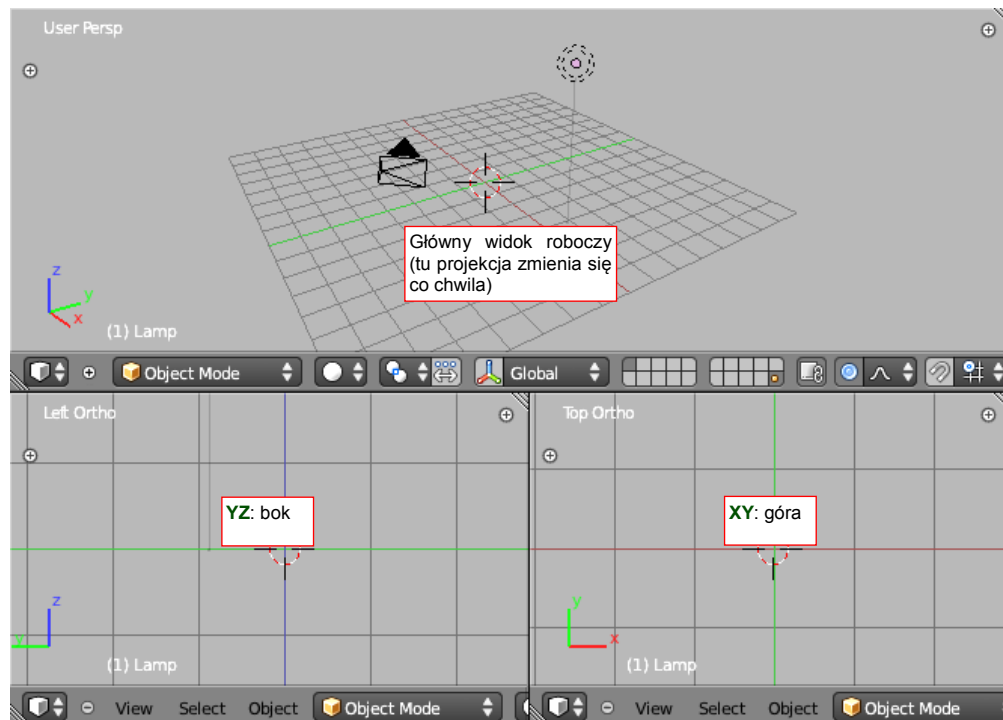 User Persp
Główny widok roboczy
(tu projekcja zmienia się
co chwila)
z
y
x
(1) Lamp
Object Mode Global
Left Ortho
YZ: bok
z
y
(1) Lamp
View Select Object Object Mode
Top Ortho
XY: góra
y
x
(1) Lamp
View Select Object Object Mode